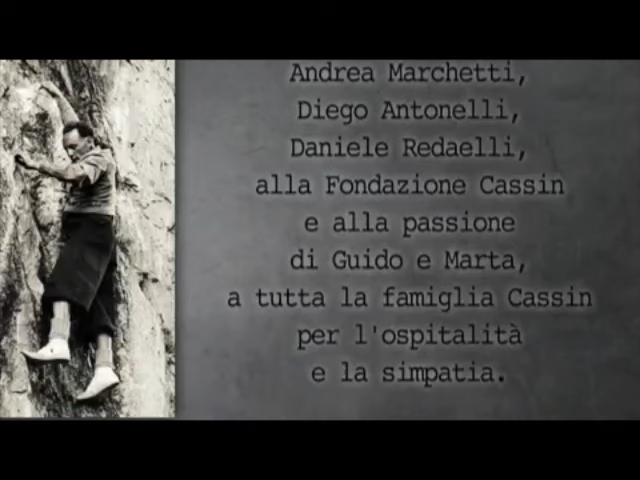 Andrea Marchetti,
Diego Antonelli,
Daniele Redaelli,
alla Fondazione Cassin
e alla passione
di Guido e Marta,
a tutta la famiglia Cassin
per l'ospitalità
e la simpatia.